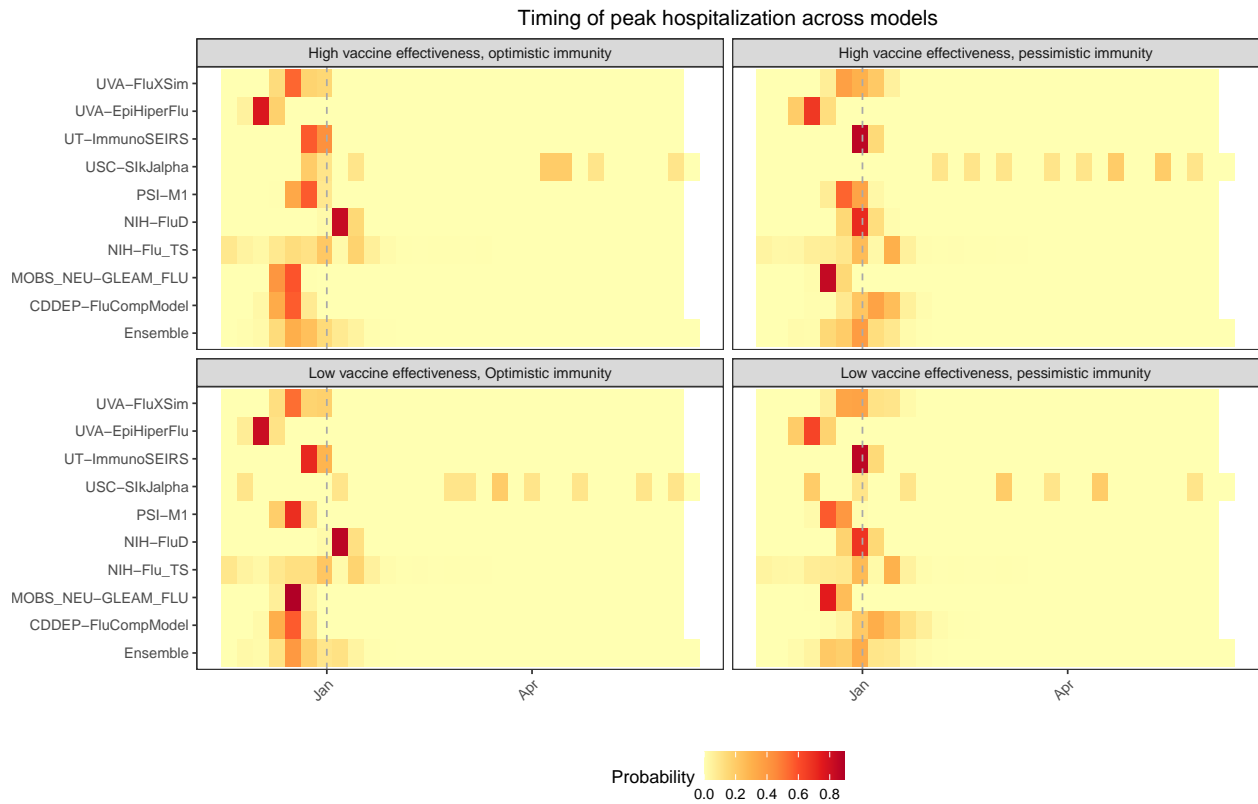 Timing of peak hospitalization across models
High vaccine effectiveness, optimistic immunity
High vaccine effectiveness, pessimistic immunity
UVA−FluXSim
UVA−EpiHiperFlu
UT−ImmunoSEIRS
USC−SIkJalpha
PSI−M1
NIH−FluD
NIH−Flu_TS
MOBS_NEU−GLEAM_FLU
CDDEP−FluCompModel
Ensemble
Low vaccine effectiveness, Optimistic immunity
Low vaccine effectiveness, pessimistic immunity
UVA−FluXSim
UVA−EpiHiperFlu
UT−ImmunoSEIRS
USC−SIkJalpha
PSI−M1
NIH−FluD
NIH−Flu_TS
MOBS_NEU−GLEAM_FLU
CDDEP−FluCompModel
Ensemble
Jan Apr Jan Apr
Probability
0.0 0.2 0.4 0.6 0.8